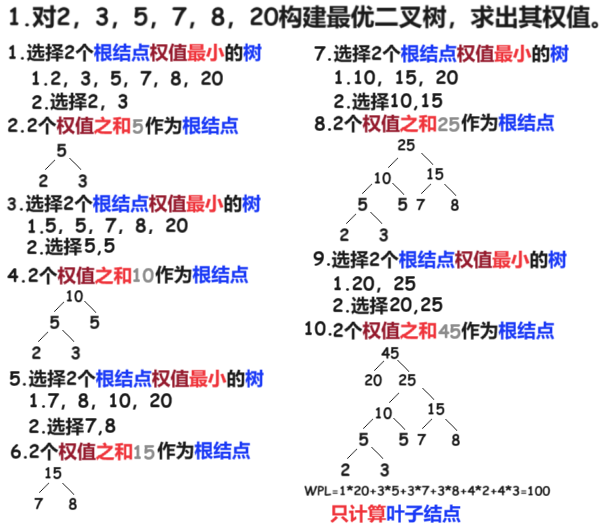 1.对2，3，5，7，8，20构建最优二叉树，求出其权值。
1.选择2个根结点权值最小的树
1.2，3，5，7，8，20
2.选择2，3
2.2个权值之和5作为根结点
5
2 3
3.选择2个根结点权值最小的树
1.5，5，7，8，20
2.选择5,5
4.2个权值之和10作为根结点
10
5 5
2 3
5.选择2个根结点权值最小的树
1.7，8，10，20
2.选择7,8
6.2个权值之和15作为根结点
15
7 8
7.选择2个根结点权值最小的树
1.10，15，20
2.选择10,15
8.2个权值之和25作为根结点
25
10 15
5 5 7 8
2 3
9.选择2个根结点权值最小的树
1.20，25
2.选择20,25
10.2个权值之和45作为根结点
45
20 25
10 15
5 5 7 8
2 3
WPL=1*20+3*5+3*7+3*8+4*2+4*3=100
只计算叶子结点